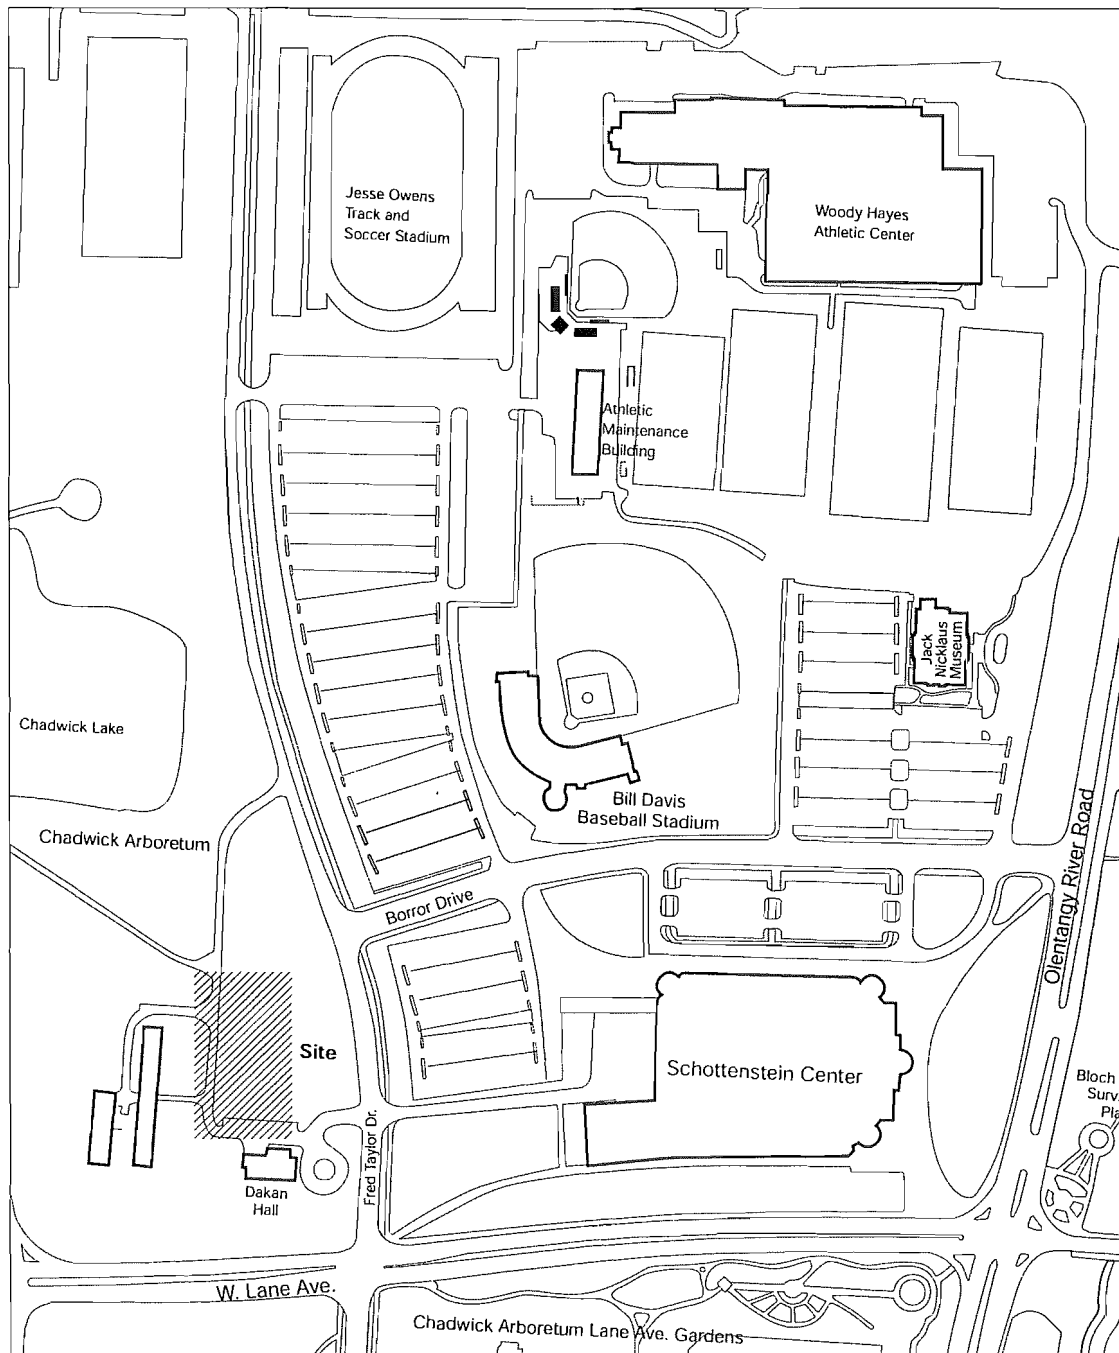 Jesse Owens
Track and
Soccer Stadium
Woody Hayes
Athletic Center
Athletic
Maintenance
Building
Jack
Nicklaus
Museum
Chadwick Lake
Bill Davis
Baseball Stadium
Chadwick Arboretum
Olentangy River Road
Borror Drive
Site
Schottenstein Center
Bloch
Surv.
Pla
Fred Taylor Dr.
Dakan
Hall
W. Lane Ave.
Chadwick Arboretum Lane Ave. Gardens